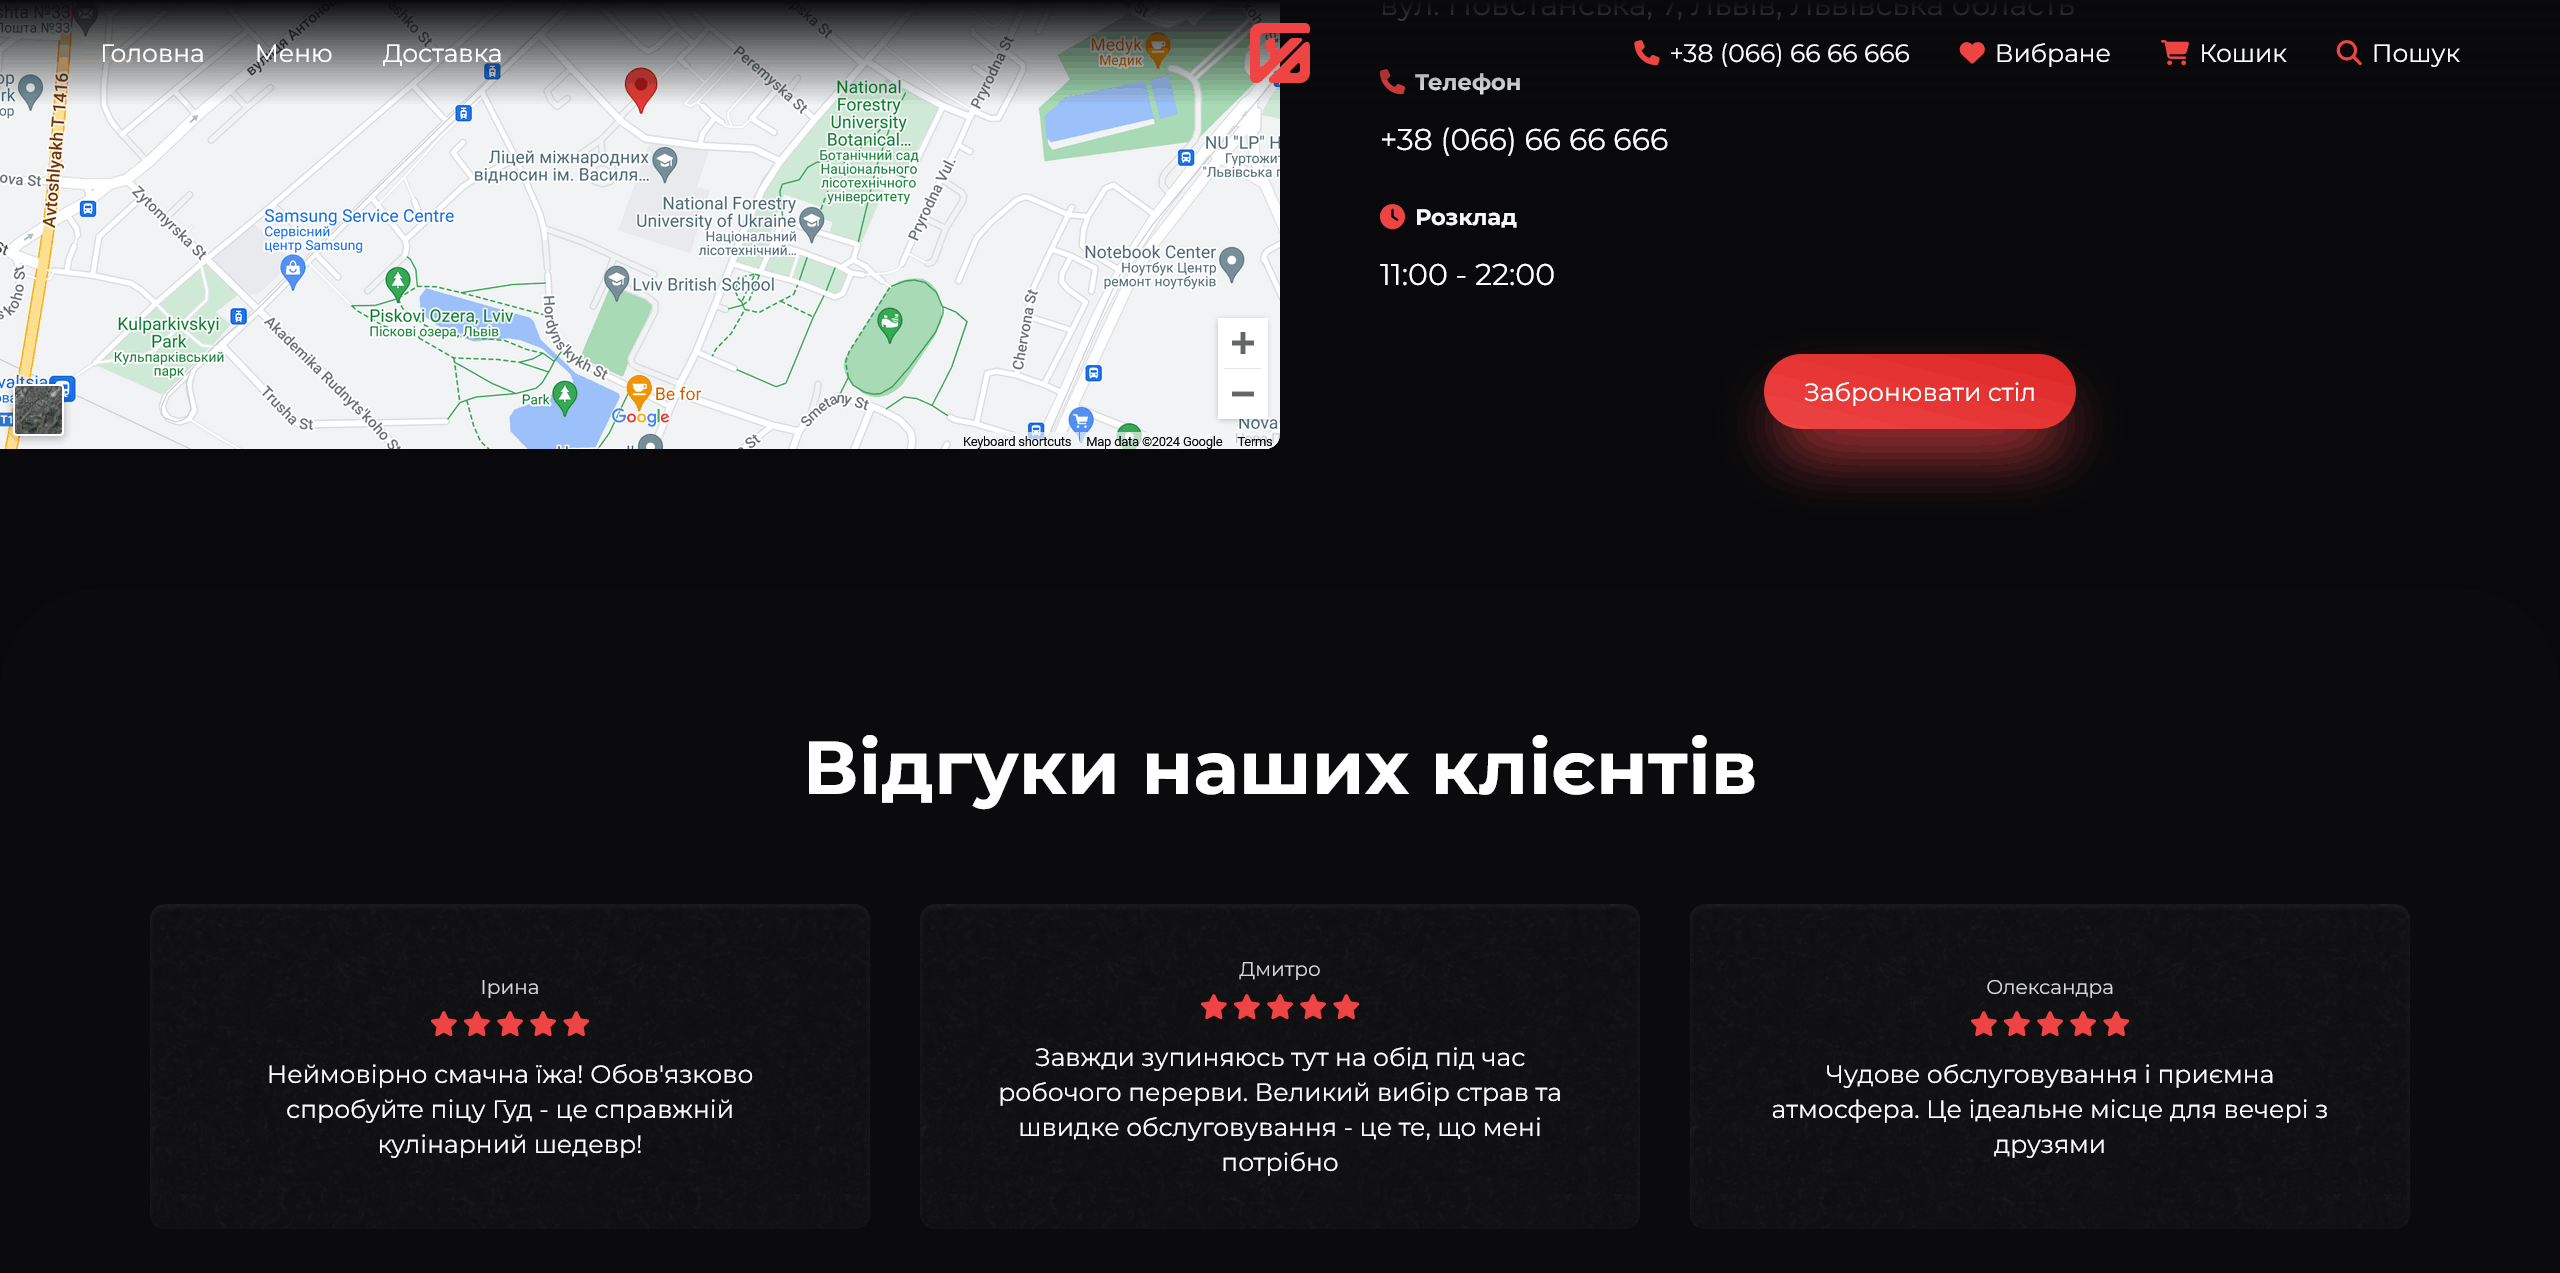 Головна
Меню
Доставка
+38 (066) 66 66 666
Вибране
Кошик
Пошук
вул. Повстанська, 7, Львів, Львівська область
Телефон
+38 (066) 66 66 666
Розклад
11:00 - 22:00
Забронювати стіл
Medyk
Медик
Peremyska St
Pryrodna St
National
Forestry
University
Botanical...
Ботанічний сад
Національного
лісотехнічного
університету
Avtoshlyakh T1416
Ліцей міжнародних
відносин ім. Василя...
NU "LP" H
Гуртожи
"Львівська
Zytomyrska St
Samsung Service Centre
Сервісний
центр Samsung
National Forestry
University of Ukraine
Національний
лісотехнічний...
Pryrodna Vul.
Notebook Center
Ноутбук Центр
ремонт ноутбуків
Lviv British School
Kulparkivskyi
Park
Кульпарківський
парк
Piskovi Ozera, Lviv
Піскові озера, Львів
Hordyns'kykh St
Akademika Rudnyts'koho St
Chervona St
Trusha St
Park
Be for
Google
Smetany St
Nova
Keyboard shortcuts
Map data ©2024 Google
Terms
Відгуки наших клієнтів
Ірина
Неймовірно смачна їжа! Обов'язково
спробуйте піцу Гуд - це справжній
кулінарний шедевр!
Дмитро
Завжди зупиняюсь тут на обід під час
робочого перерви. Великий вибір страв та
швидке обслуговування - це те, що мені
потрібно
Олександра
Чудове обслуговування і приємна
атмосфера. Це ідеальне місце для вечері з
друзями